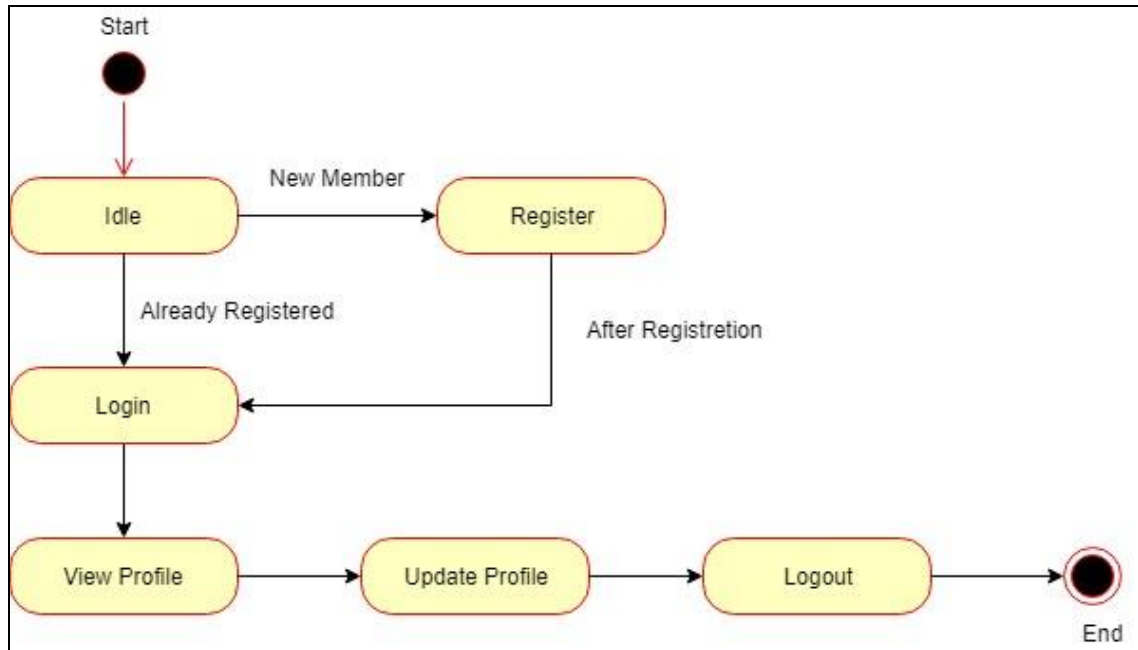 Start
New Member
Idle
Register
Already Registered
After Registretion
Login
View Profile
Update Profile
Logout
End